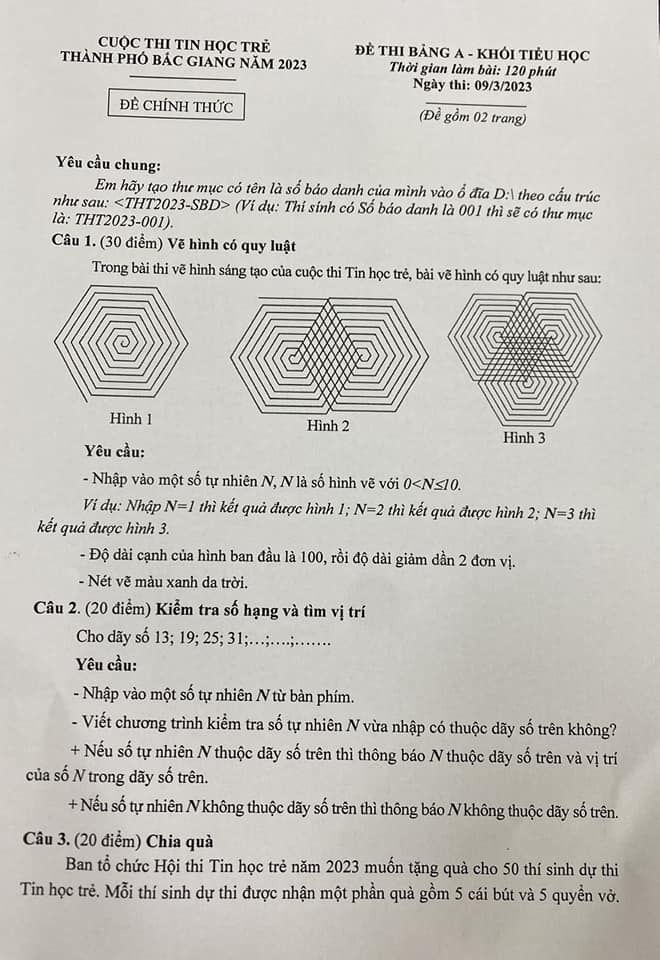 CUỘC THI TIN HỌC TRẺ
THÀNH PHỐ BẮC GIANG NĂM 2023
ĐỀ CHÍNH THỨC
ĐỀ THI BẢNG A - KHỐI TIỂU HỌC
Thời gian làm bài: 120 phút
Ngày thi: 09/3/2023
(Đề gồm 02 trang)
Yêu cầu chung:
Em hãy tạo thư mục có tên là số báo danh của mình vào ổ đĩa D:\ theo cấu trúc
như sau: <THT2023-SBD> (Ví dụ: Thí sính có Số báo danh là 001 thì sẽ có thư mục
là: THT2023-001).
Câu 1. (30 điểm) Vẽ hình có quy luật
Trong bài thi vẽ hình sáng tạo của cuộc thi Tin học trẻ, bài vẽ hình có quy luật như sau:
Hình 1
Hình 2
Hình 3
Yêu cầu:
- Nhập vào một số tự nhiên N, N là số hình vẽ với 0<N≤10.
Ví dụ: Nhập N=1 thì kết quả được hình 1; N=2 thì kết quả được hình 2; N=3 thì
kết quả được hình 3.
- Độ dài cạnh của hình ban đầu là 100, rồi độ dài giảm dần 2 đơn vị.
- Nét vẽ màu xanh da trời.
Câu 2. (20 điểm) Kiểm tra số hạng và tìm vị trí
Cho dãy số 13; 19; 25; 31;…;….;…….
Yêu cầu:
- Nhập vào một số tự nhiên N từ bàn phím.
- Viết chương trình kiểm tra số tự nhiên N vừa nhập có thuộc dãy số trên không?
+ Nếu số tự nhiên N thuộc dãy số trên thì thông báo N thuộc dãy số trên và vị trí
của số N trong dãy số trên.
+ Nếu số tự nhiên N không thuộc dãy số trên thì thông báo N không thuộc dãy số trên.
Câu 3. (20 điểm) Chia quà
Ban tổ chức Hội thi Tin học trẻ năm 2023 muốn tặng quà cho 50 thí sinh dự thi
Tin học trẻ. Mỗi thí sinh dự thi được nhận một phần quà gồm 5 cái bút và 5 quyển vở.